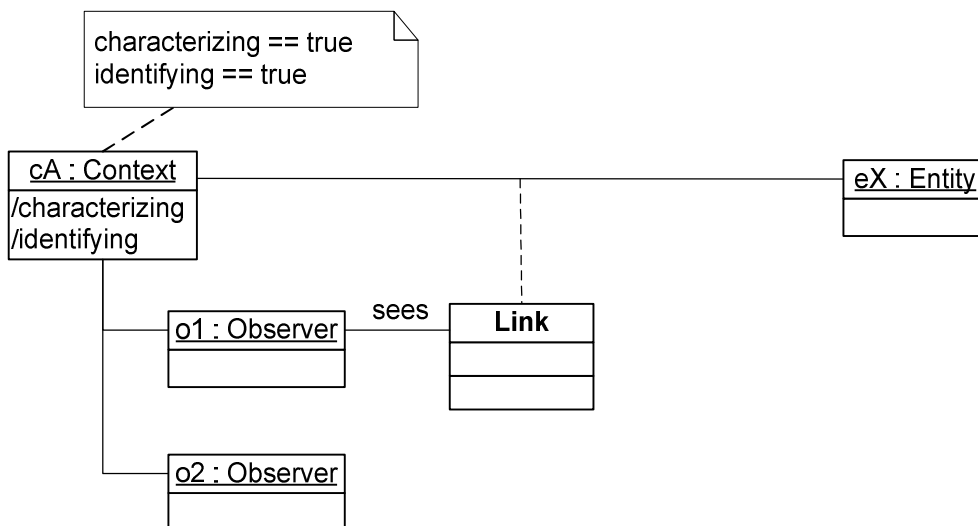 characterizing == true
identifying == true
cA : Context
/characterizing
/identifying
eX : Entity
o1 : Observer
sees
Link
o2 : Observer